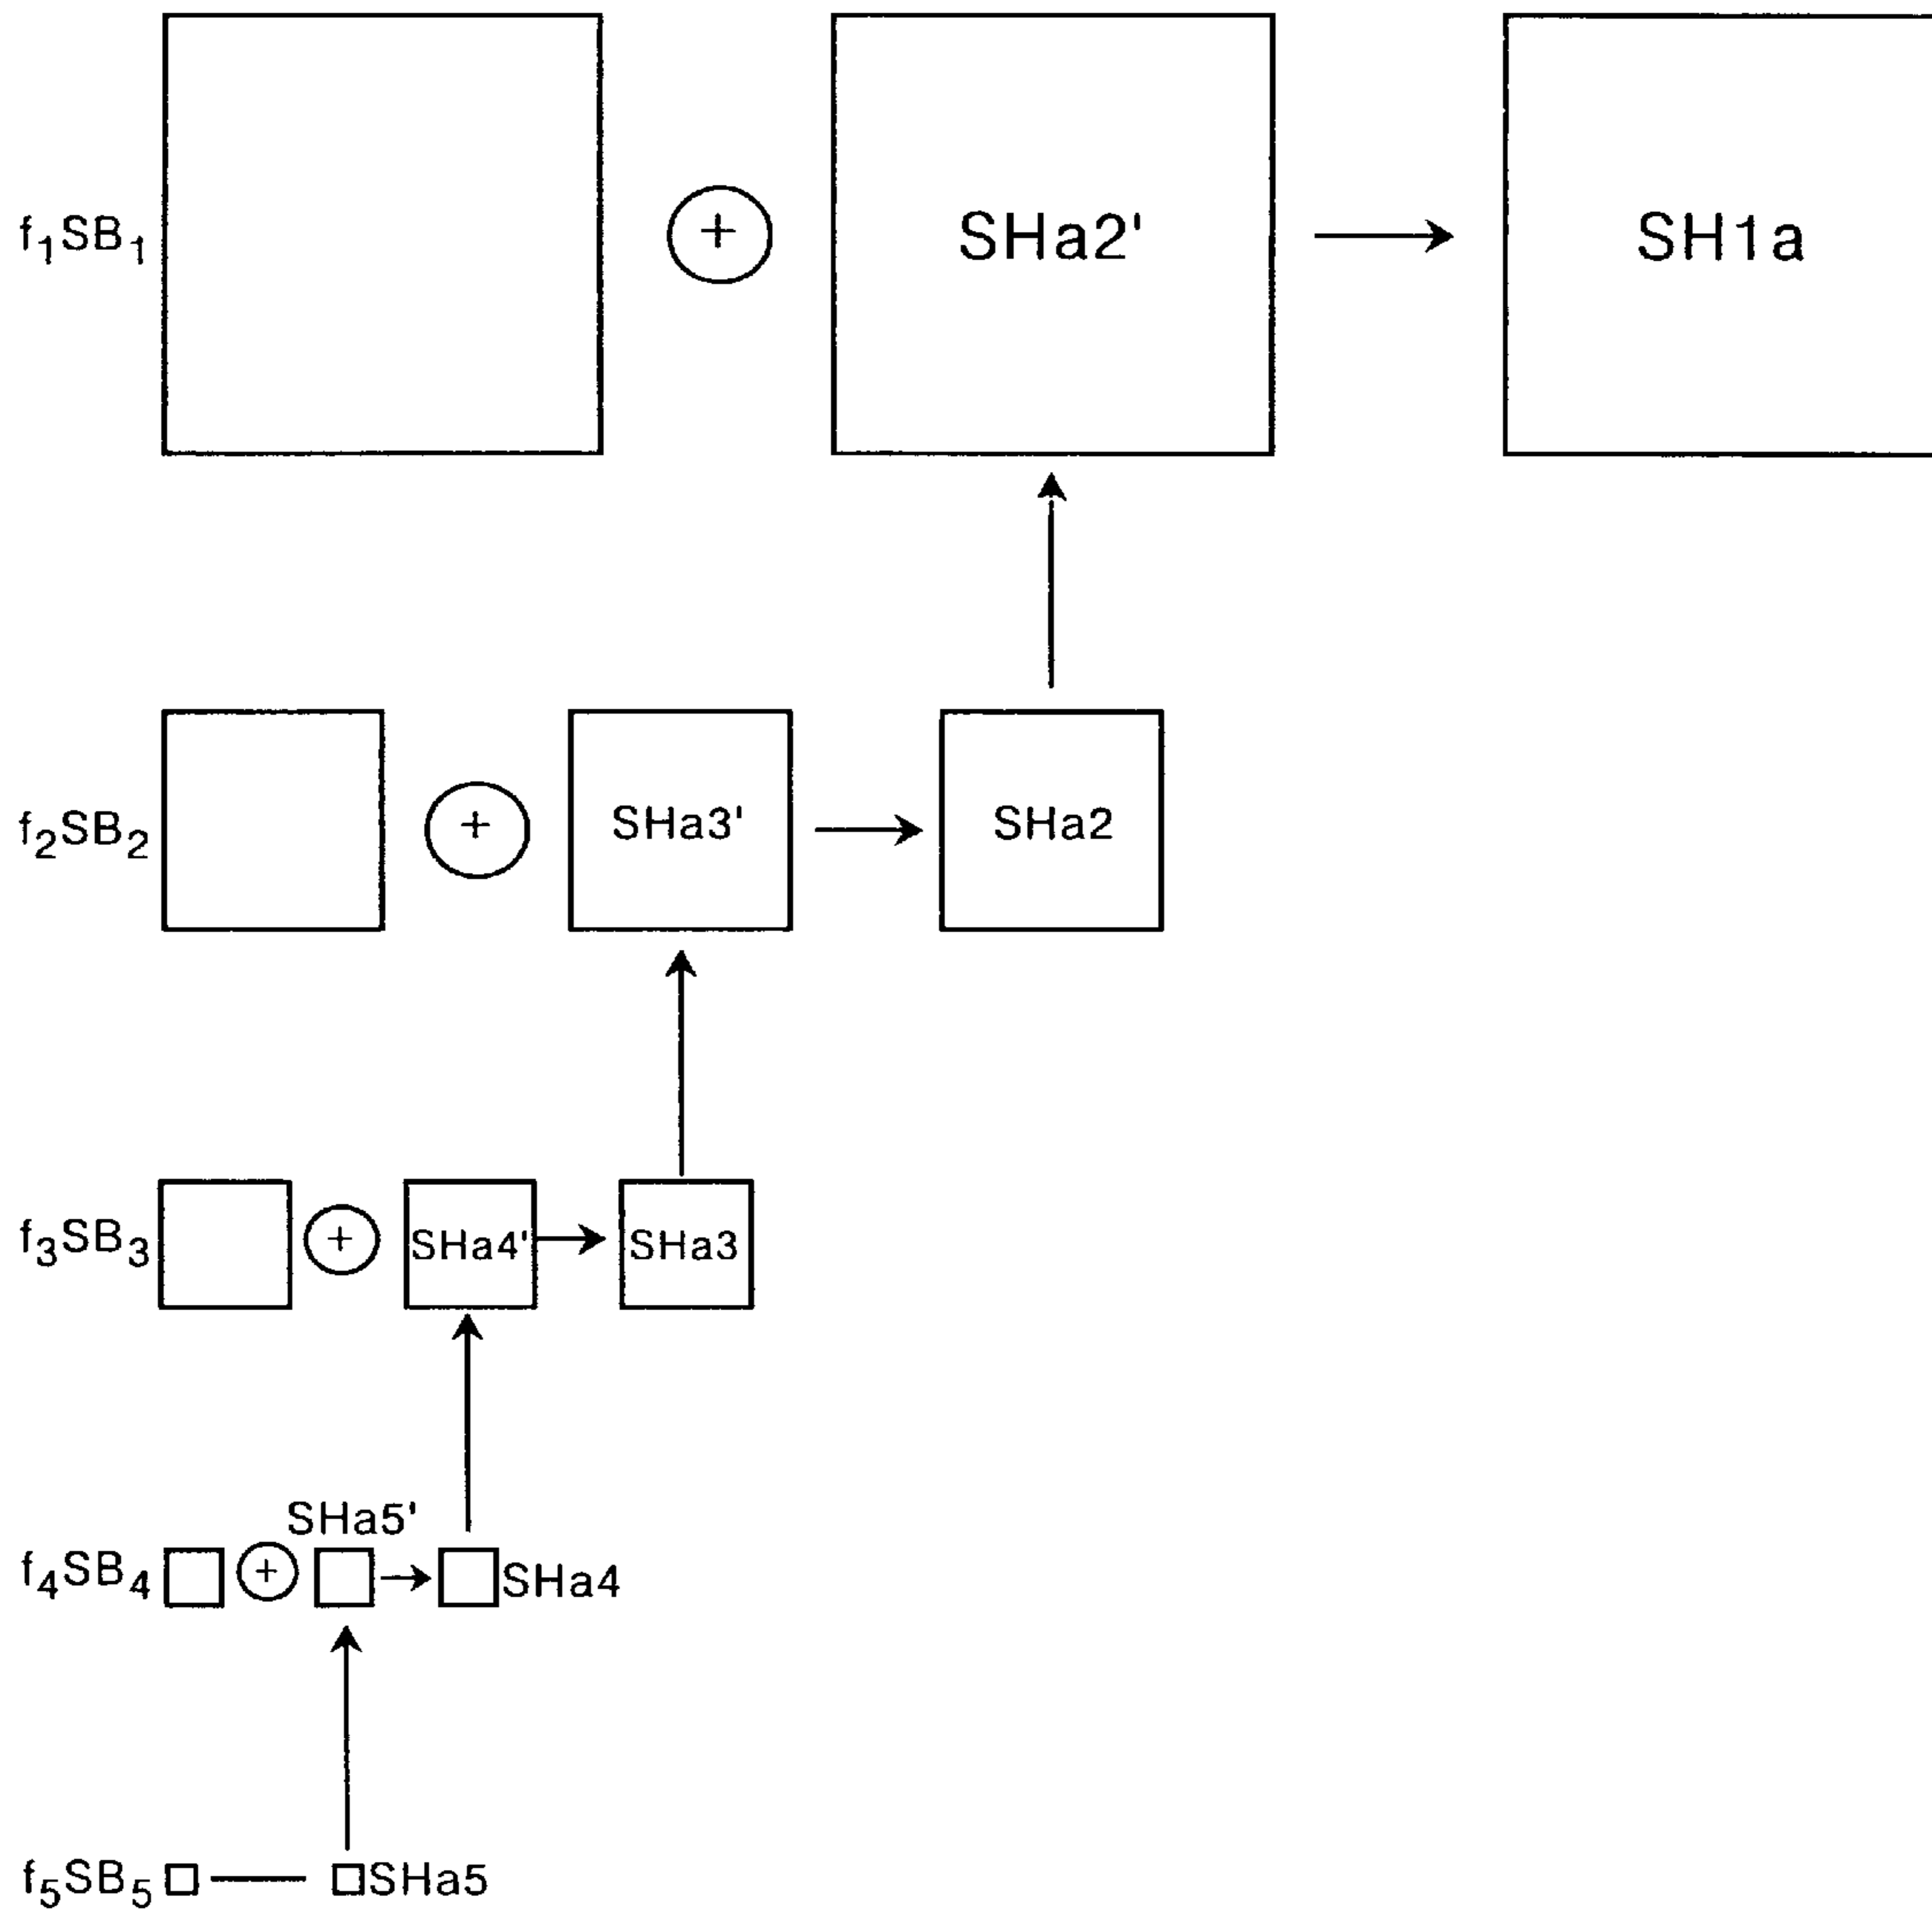 f₁SB₁ + SHa2' SH1a
f₂SB₂ + SHa3' SHa2
f₃SB₃ + SHa4' SHa3
SHa5'
f₄SB₄ + SHa4
f₅SB₅ SHa5